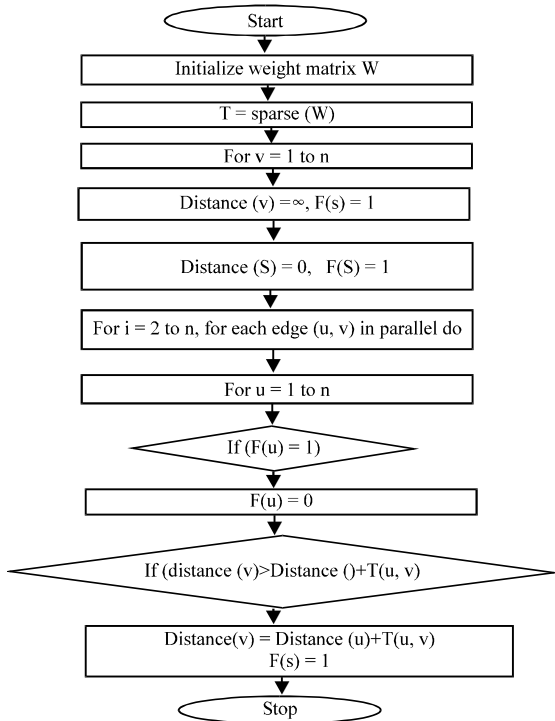 Start
Initialize weight matrix W
T = sparse (W)
For v = 1 to n
Distance (v) =∞, F(s) = 1
Distance (S) = 0, F(S) = 1
For i = 2 to n, for each edge (u, v) in parallel do
For u = 1 to n
If (F(u) = 1)
F(u) = 0
If (distance (v)>Distance ()+T(u, v)
Distance(v) = Distance (u)+T(u, v)
F(s) = 1
Stop